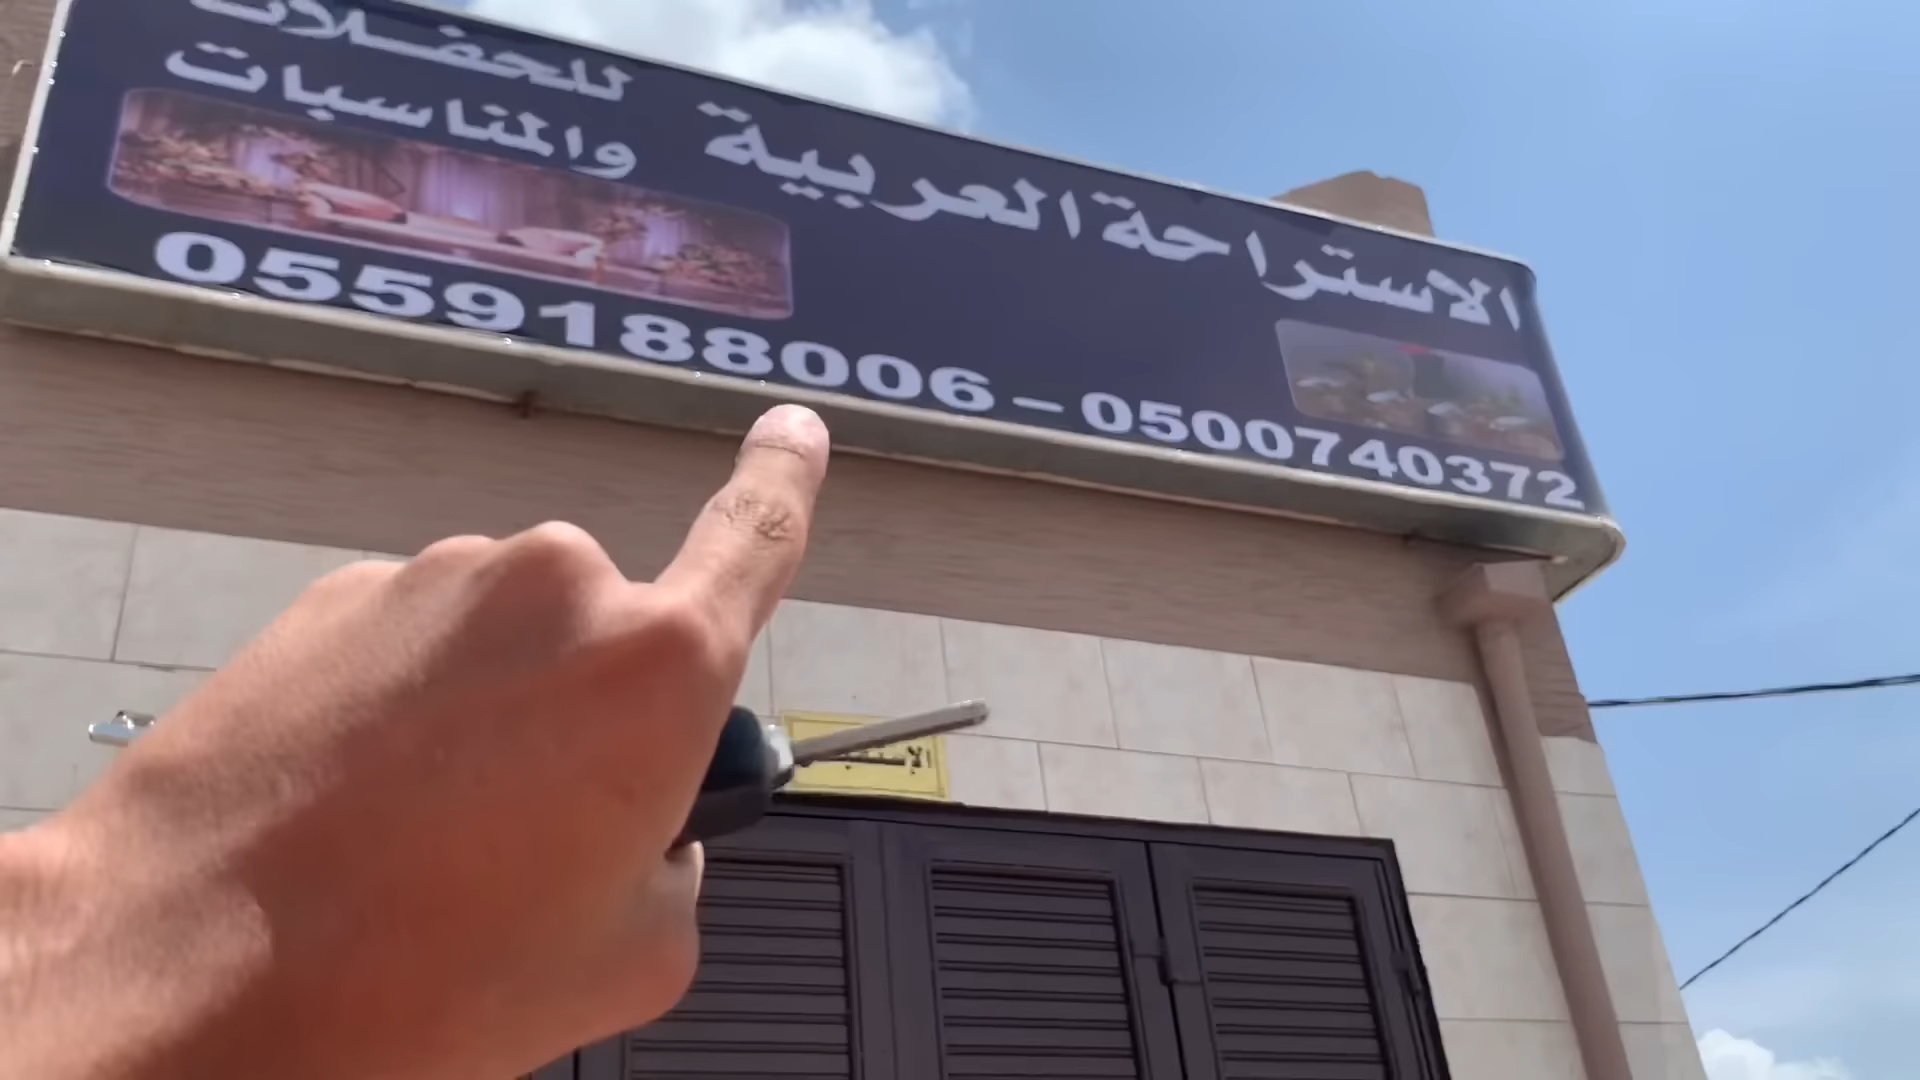 الاستراحة العربية
للحفلات
والمناسبات
0559188006 - 0500740372